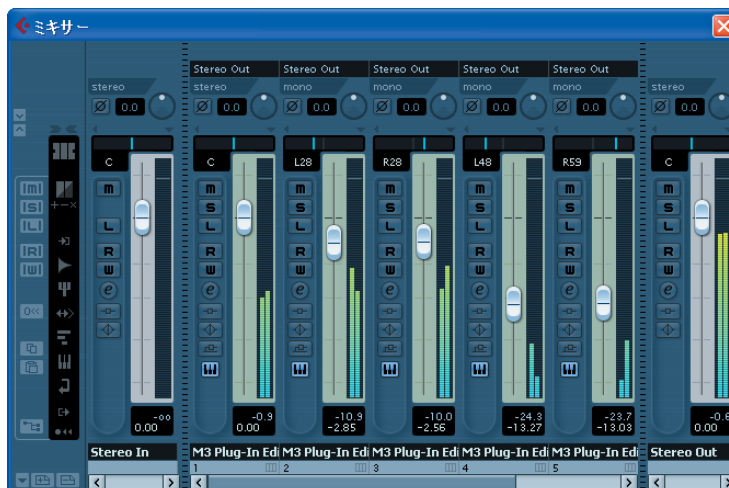 ミキサー
Stereo Out Stereo Out Stereo Out Stereo Out Stereo Out
stereo stereo mono mono mono mono stereo
0.0 0.0 0.0 0.0 0.0 0.0 0.0
C C L28 R28 L48 R59 C
m m m m m m m
S S S S S
L L L L L L L
R R R R R R R
W W W W W W W
e e e e e e e
[m]
[S]
[L]
[R]
[W]
0<<
-oo -0.9 -10.9 -10.0 -24.3 -23.7 -0.6
0.00 0.00 -2.85 -2.56 -13.27 -13.03 0.00
Stereo In M3 Plug-In Edi M3 Plug-In Edi M3 Plug-In Edi M3 Plug-In Edi M3 Plug-In Edi Stereo Out
1 2 3 4 5